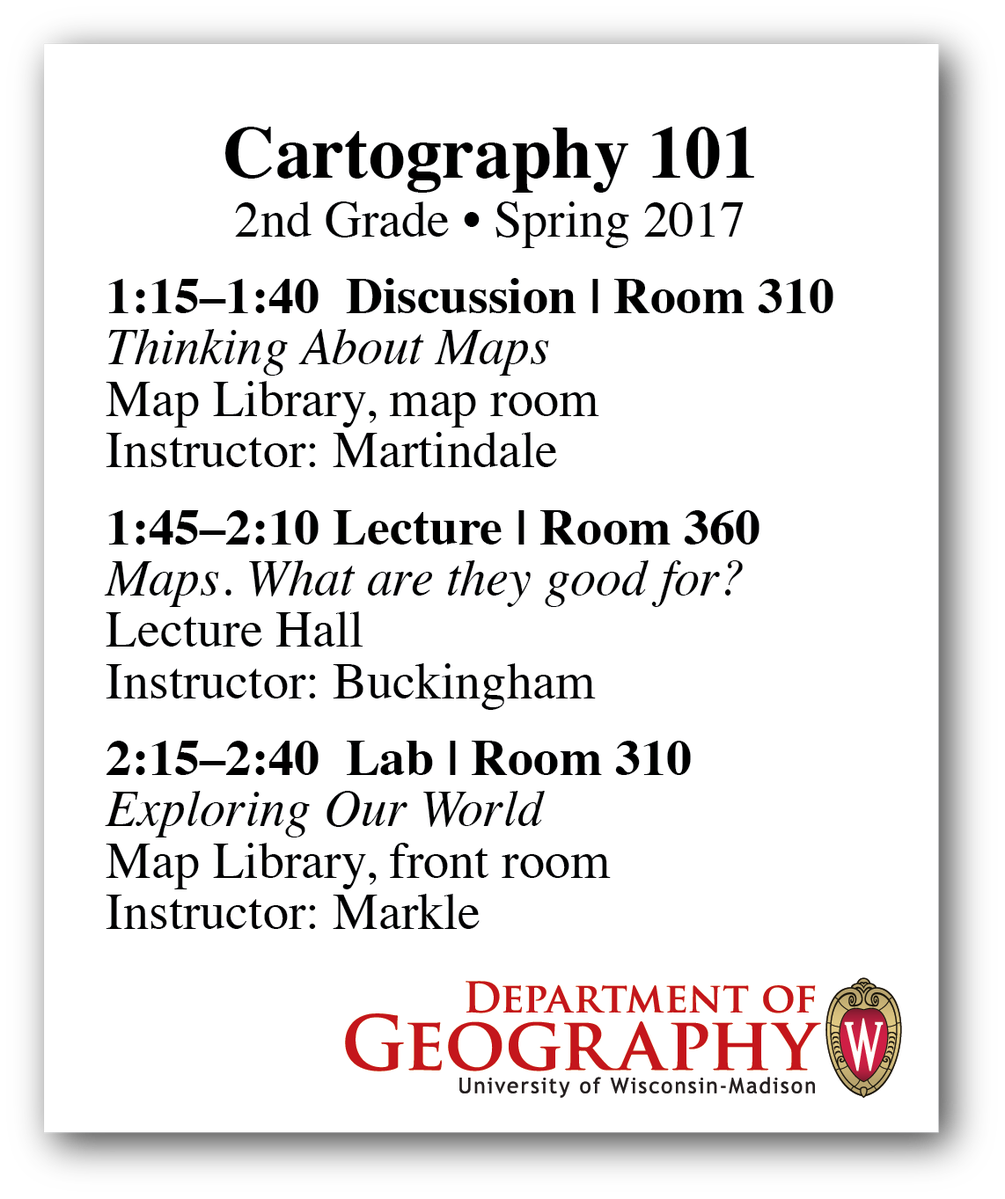 Cartography 101
2nd Grade • Spring 2017
1:15–1:40  Discussion | Room 310
Thinking About Maps
Map Library, map room
Instructor: Martindale
1:45–2:10 Lecture | Room 360
Maps. What are they good for?
Lecture Hall
Instructor: Buckingham
2:15–2:40  Lab | Room 310
Exploring Our World
Map Library, front room
Instructor: Markle
DEPARTMENT OF
GEOGRAPHY
University of Wisconsin-Madison
W